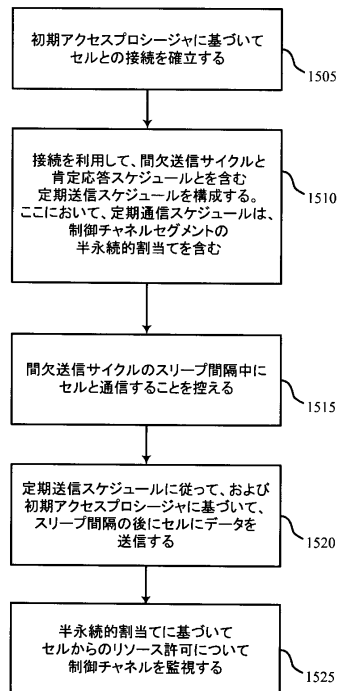 初期アクセスプロシージャに基づいて
セルとの接続を確立する
1505
接続を利用して、間欠送信サイクルと
肯定応答スケジュールとを含む
定期送信スケジュールを構成する。
ここにおいて、定期通信スケジュールは、
制御チャネルセグメントの
半永続的割当てを含む
1510
間欠送信サイクルのスリープ間隔中に
セルと通信することを控える
1515
定期送信スケジュールに従って、および
初期アクセスプロシージャに基づいて、
スリープ間隔の後にセルにデータを
送信する
1520
半永続的割当てに基づいて
セルからのリソース許可について
制御チャネルを監視する
1525